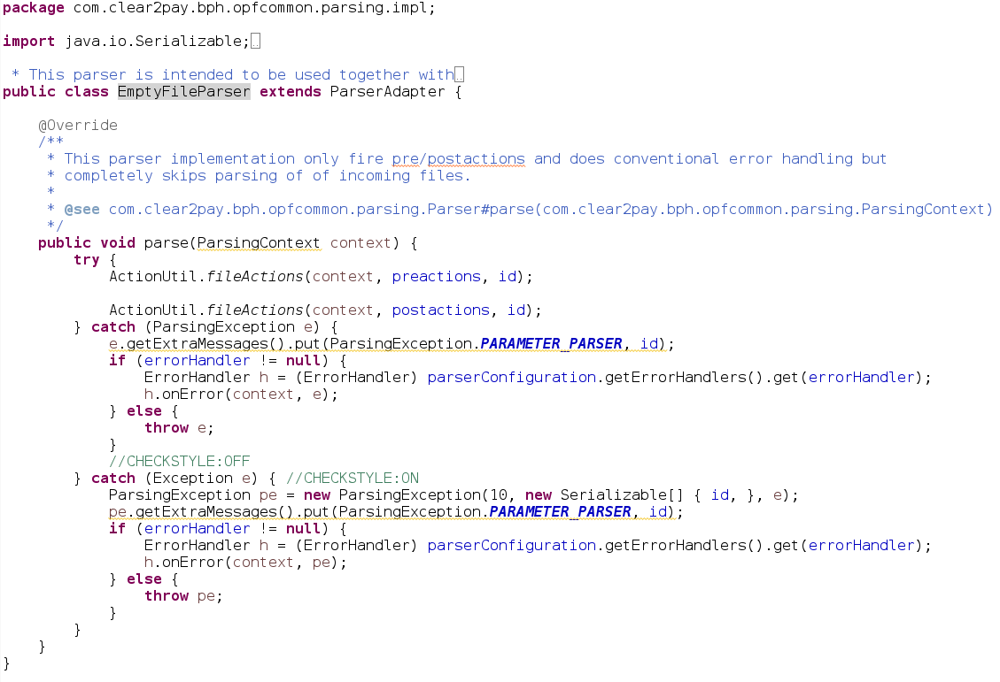 package com.clear2pay.bph.opfcommon.parsing.impl;
import java.io.Serializable;
* This parser is intended to be used together with
public class EmptyFileParser extends ParserAdapter {
@Override
/**
* This parser implementation only fire pre/postactions and does conventional error handling but
* completely skips parsing of of incoming files.
*
* @see com.clear2pay.bph.opfcommon.parsing.Parser#parse(com.clear2pay.bph.opfcommon.parsing.ParsingContext)
*/
public void parse(ParsingContext context) {
try {
ActionUtil.fileActions(context, preactions, id);
ActionUtil.fileActions(context, postactions, id);
} catch (ParsingException e) {
e.getExtraMessages().put(ParsingException.PARAMETER_PARSER, id);
if (errorHandler != null) {
ErrorHandler h = (ErrorHandler) parserConfiguration.getErrorHandlers().get(errorHandler);
h.onError(context, e);
} else {
throw e;
}
//CHECKSTYLE:OFF
} catch (Exception e) { //CHECKSTYLE:ON
ParsingException pe = new ParsingException(10, new Serializable[] { id, }, e);
pe.getExtraMessages().put(ParsingException.PARAMETER_PARSER, id);
if (errorHandler != null) {
ErrorHandler h = (ErrorHandler) parserConfiguration.getErrorHandlers().get(errorHandler);
h.onError(context, pe);
} else {
throw pe;
}
}
}
}